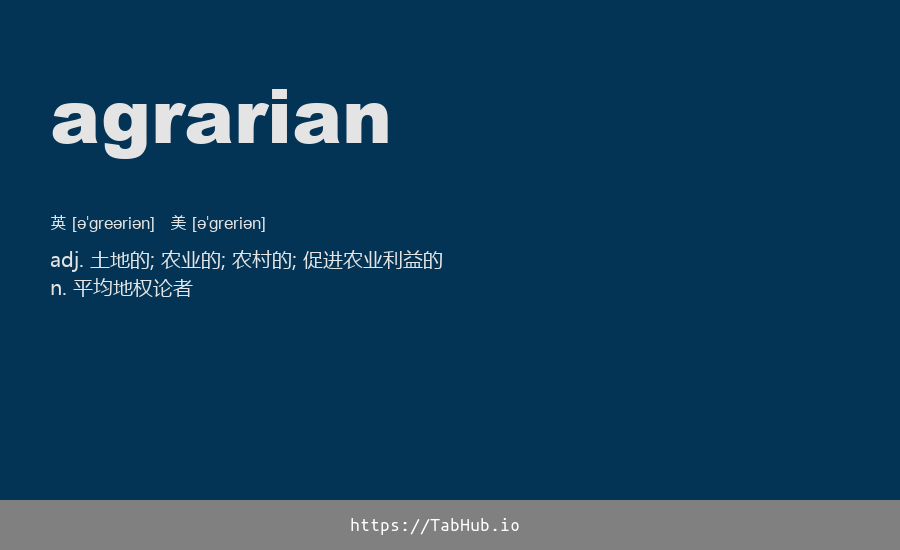 agrarian
英 [əˈɡreəriən] 美 [əˈɡreriən]
adj. 土地的; 农业的; 农村的; 促进农业利益的
n. 平均地权论者
https://TabHub.io